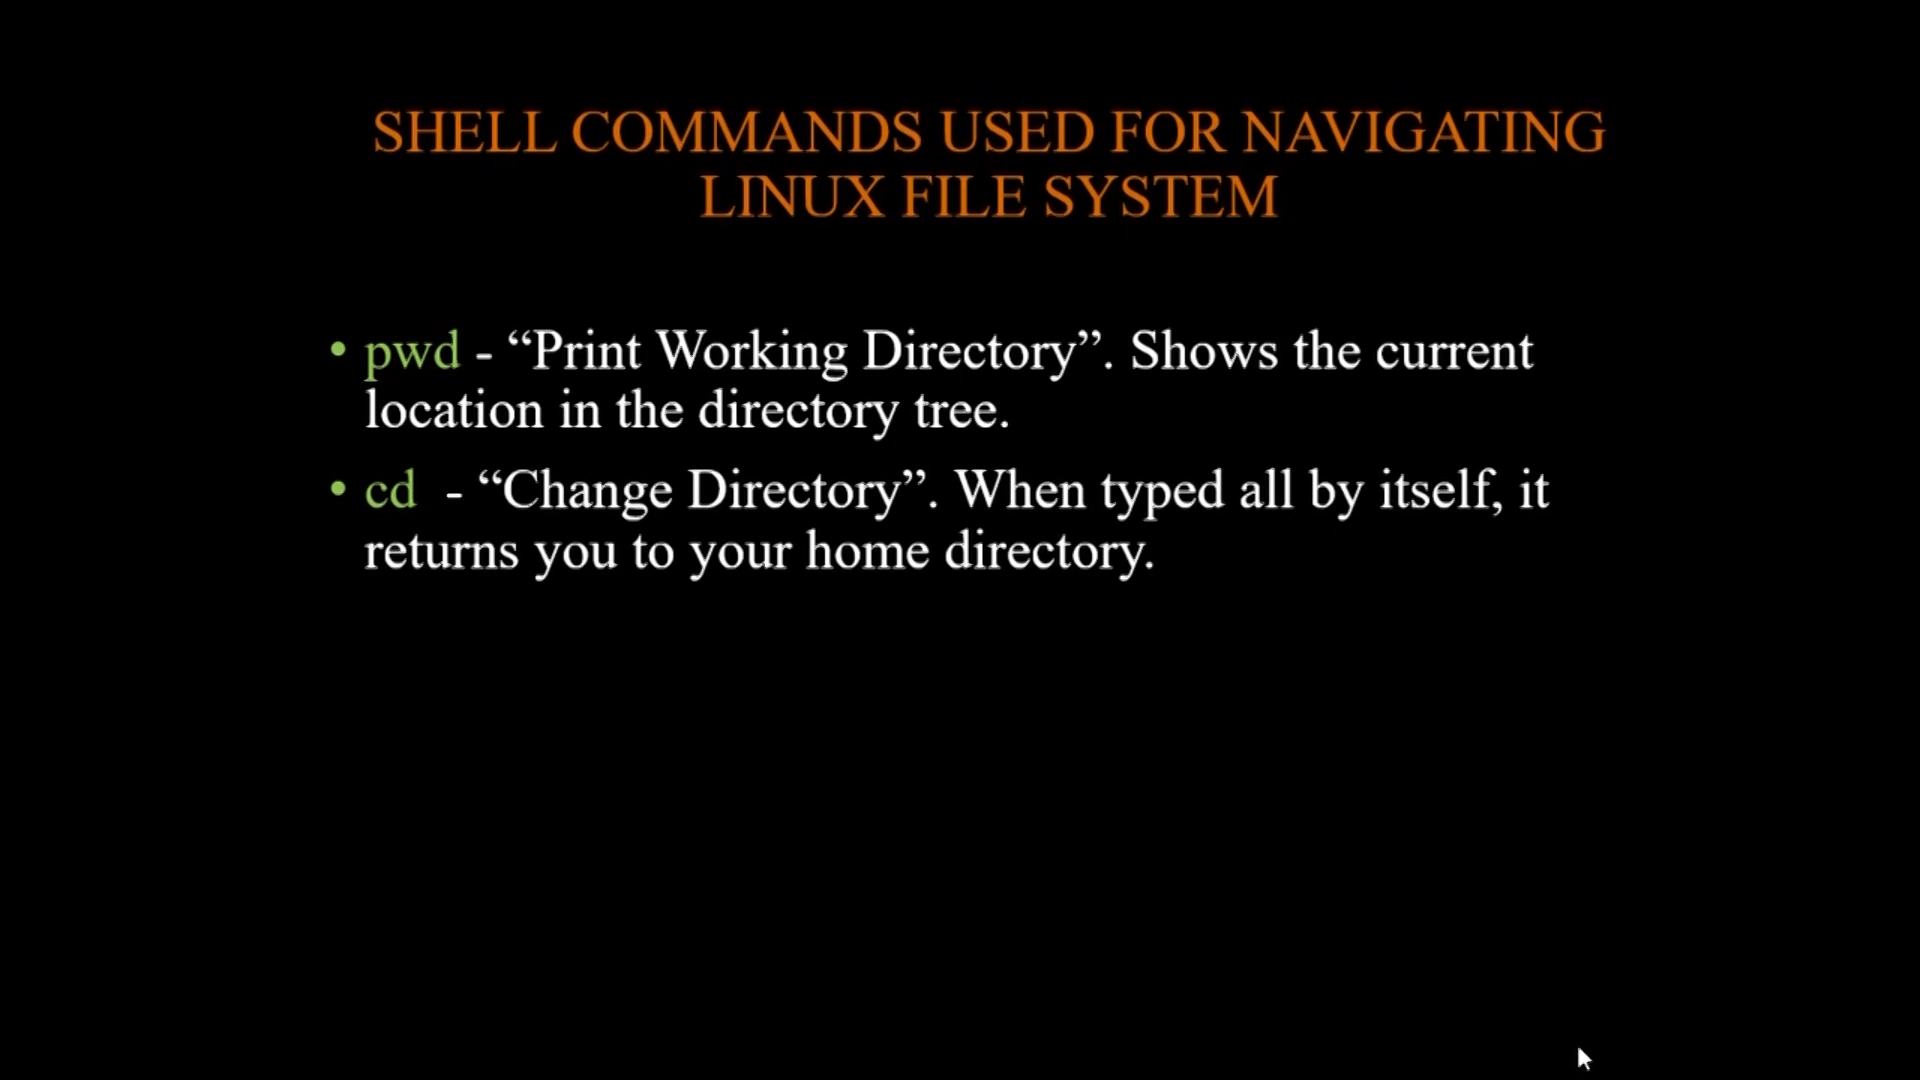 SHELL COMMANDS USED FOR NAVIGATING
LINUX FILE SYSTEM
• pwd - “Print Working Directory”. Shows the current
location in the directory tree.
• cd  - “Change Directory”. When typed all by itself, it
returns you to your home directory.